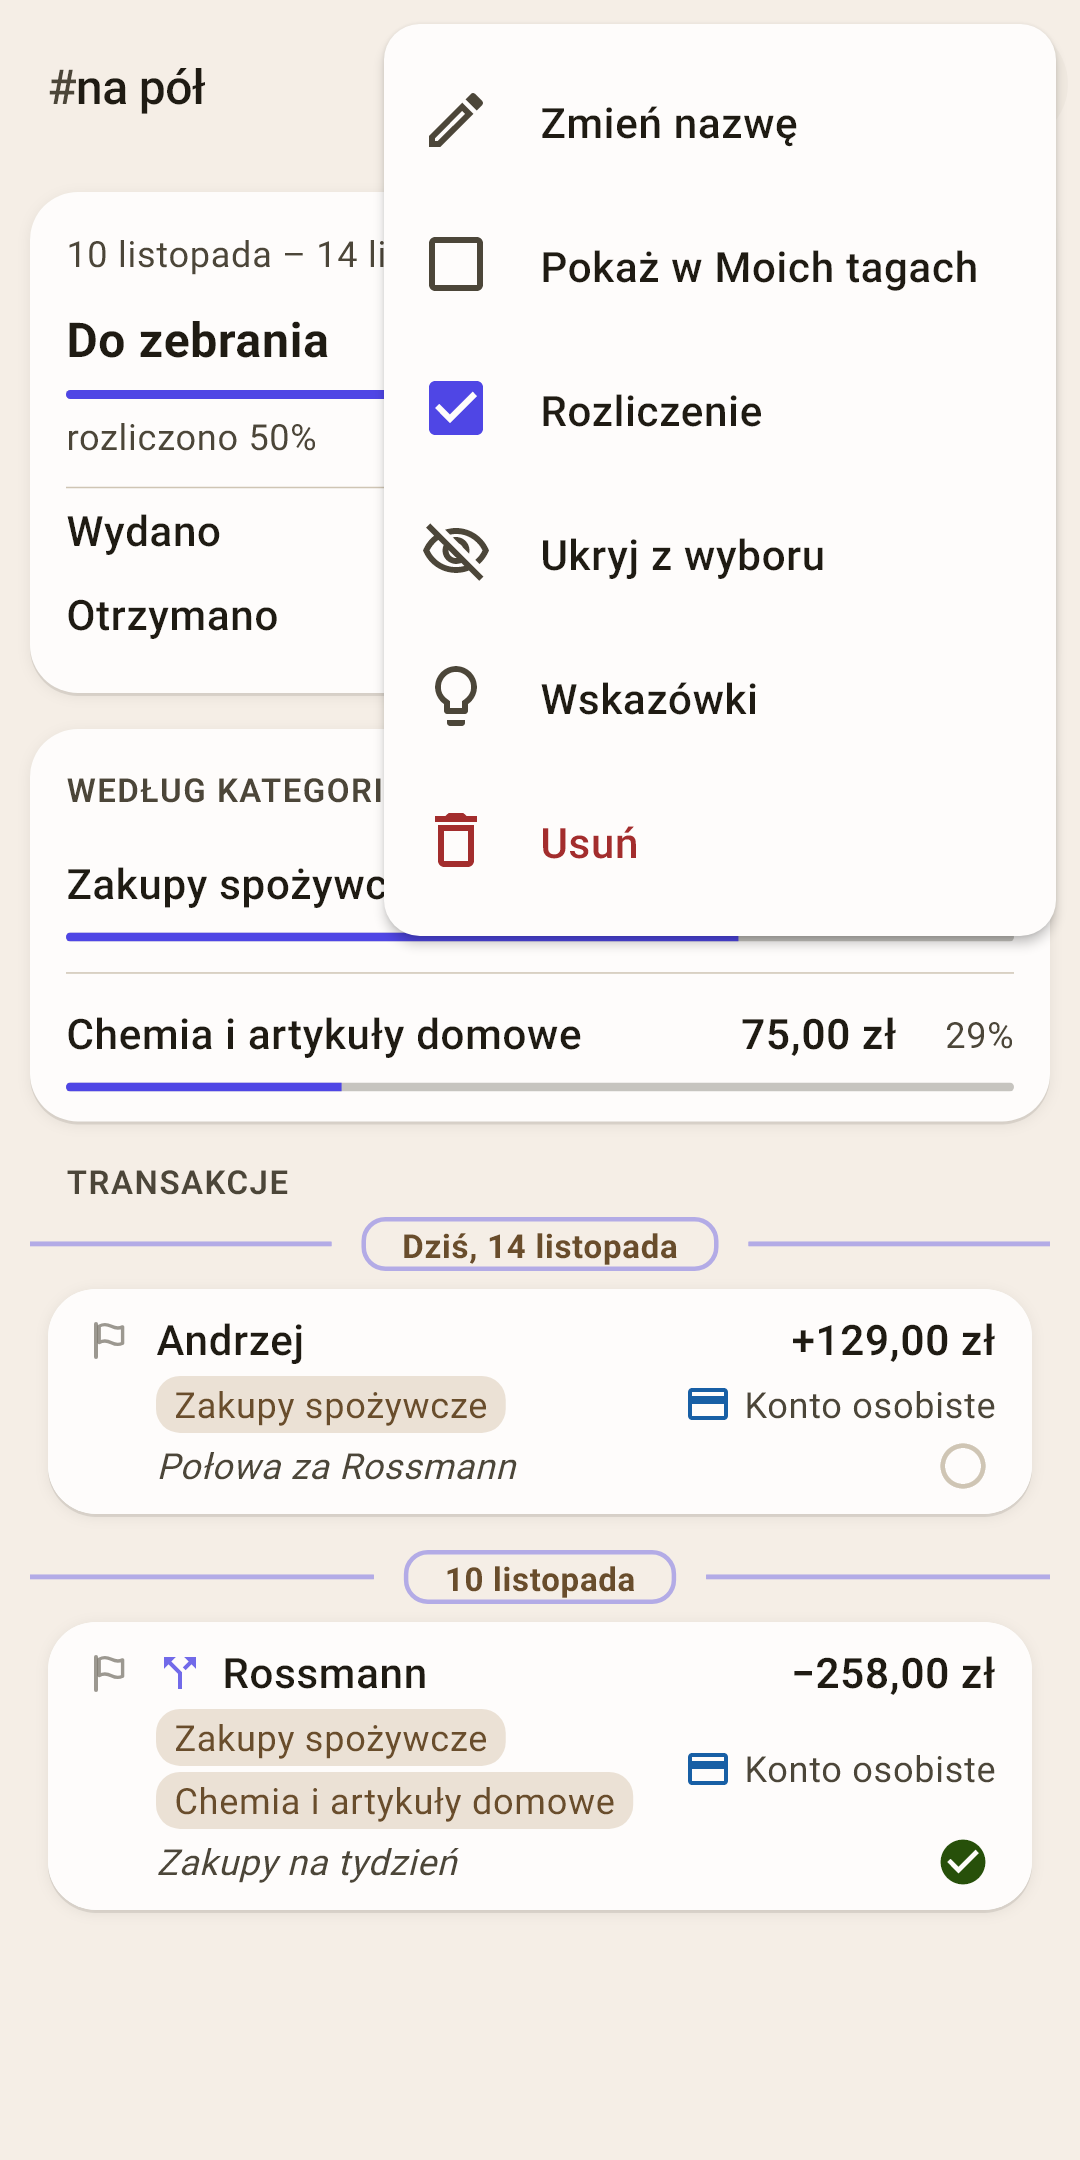 #na pół
Zmień nazwę
Pokaż w Moich tagach
Rozliczenie
Ukryj z wyboru
Wskazówki
Usuń
10 listopada – 14 li
Do zebrania
rozliczono 50%
Wydano
Otrzymano
WEDŁUG KATEGORI
Zakupy spożywc
Chemia i artykuły domowe 75,00 zł 29%
TRANSAKCJE
Dziś, 14 listopada
Andrzej +129,00 zł
Zakupy spożywcze Konto osobiste
Połowa za Rossmann
10 listopada
Rossmann −258,00 zł
Zakupy spożywcze
Konto osobiste
Chemia i artykuły domowe
Zakupy na tydzień